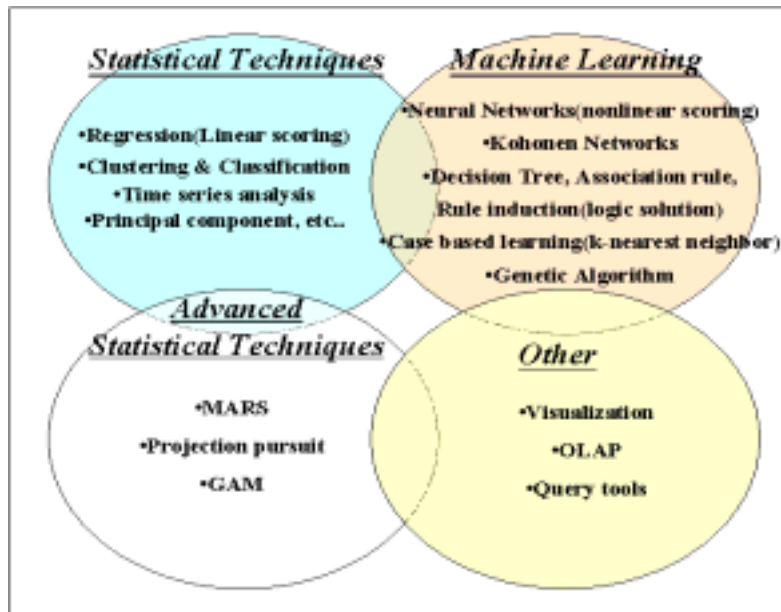 Statistical Techniques
•Regression(Linear scoring)
•Clustering & Classification
•Time series analysis
•Principal component, etc..
Machine Learning
•Neural Networks(nonlinear scoring)
•Kohonen Networks
•Decision Tree, Association rule,
Rule induction(logic solution)
•Case based learning(k-nearest neighbor)
•Genetic Algorithm
Advanced
Statistical Techniques
•MARS
•Projection pursuit
•GAM
Other
•Visualization
•OLAP
•Query tools